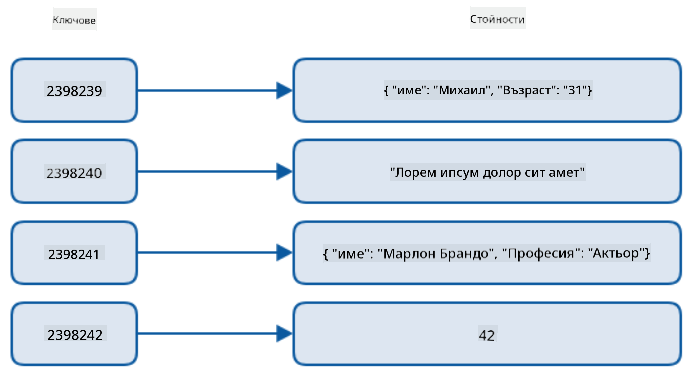 Ключове
Стойности
2398239
{ "име": "Михаил", "Възраст": "31"}
2398240
"Лорем ипсум долор сит амет"
2398241
{ "име": "Марлон Брандо", "Професия": "Актьор"}
2398242
42